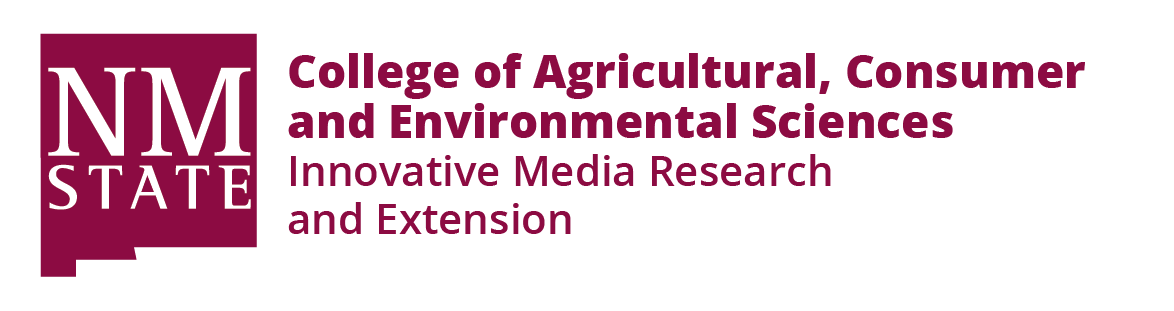 NM
STATE
College of Agricultural, Consumer
and Environmental Sciences
Innovative Media Research
and Extension